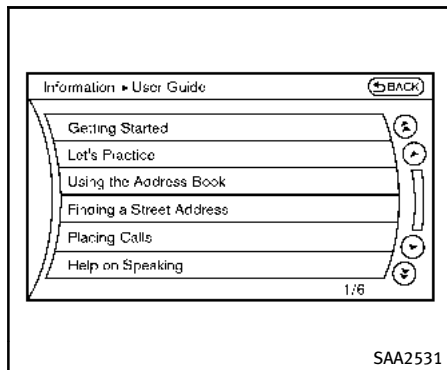 Information ▸ User Guide BACK
Getting Started
Let's Practice
Using the Address Book
Finding a Street Address
Placing Calls
Help on Speaking
1/6
SAA2531